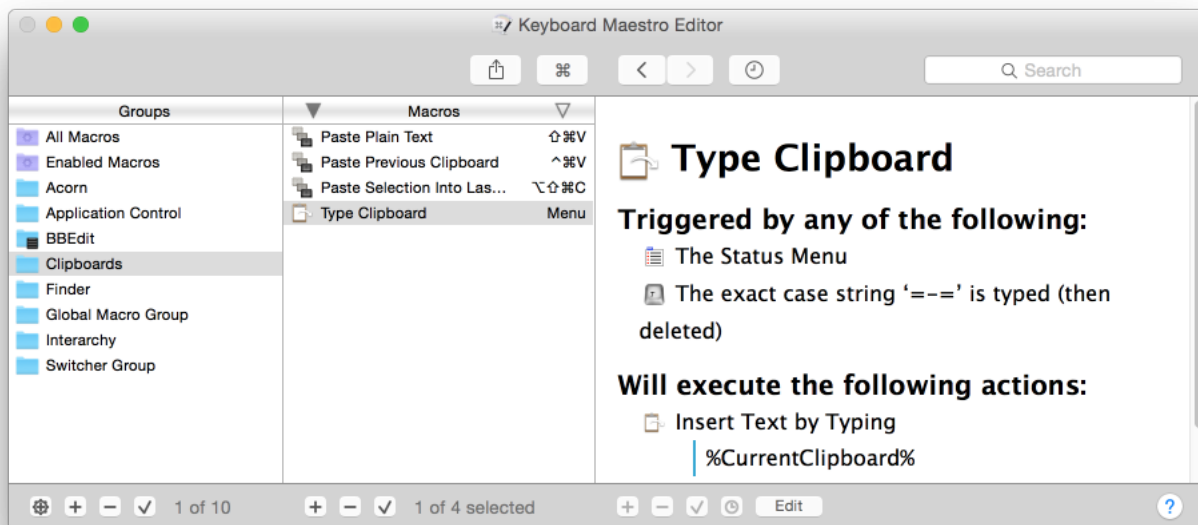 Keyboard Maestro Editor
⌘
Search
Groups
All Macros
Enabled Macros
Acorn
Application Control
BBEdit
Clipboards
Finder
Global Macro Group
Interarchy
Switcher Group
1 of 10
Macros
Paste Plain Text ⇧⌘V
Paste Previous Clipboard ^⌘V
Paste Selection Into Las... ⌥⇧⌘C
Type Clipboard Menu
1 of 4 selected
Type Clipboard
Triggered by any of the following:
The Status Menu
The exact case string ‘=-=’ is typed (then
deleted)
Will execute the following actions:
Insert Text by Typing
%CurrentClipboard%
Edit
?